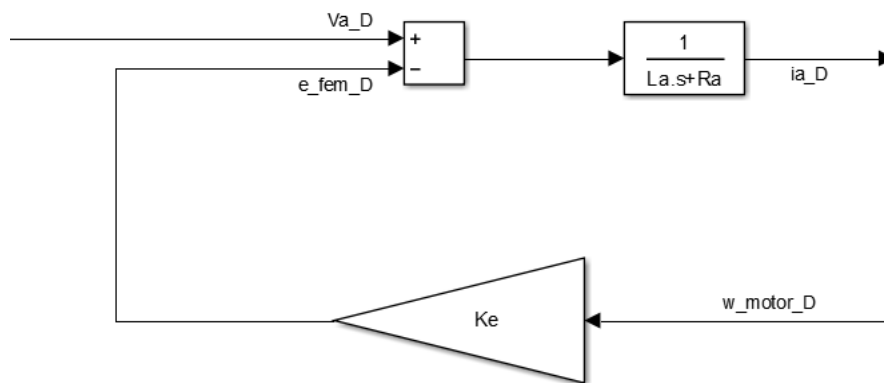 Va_D
+
−
e_fem_D
1
La.s+Ra
ia_D
Ke
w_motor_D